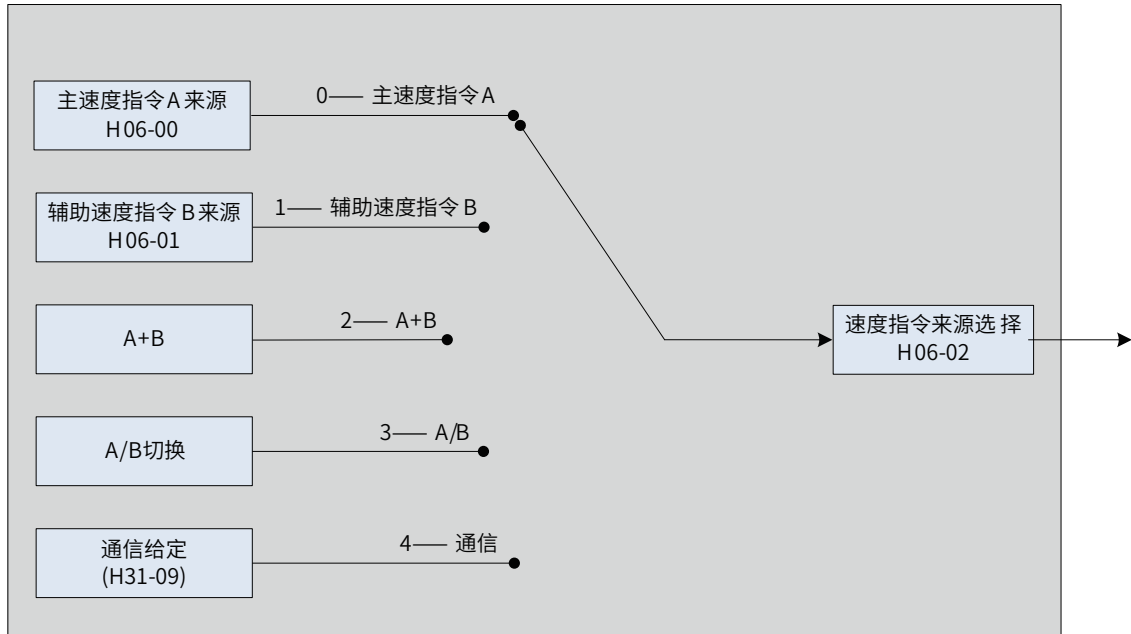 主速度指令A来源
H06-00
0— 主速度指令A
辅助速度指令B来源
H06-01
1— 辅助速度指令B
A+B
2— A+B
速度指令来源选择
H06-02
A/B切换
3— A/B
通信给定
(H31-09)
4— 通信